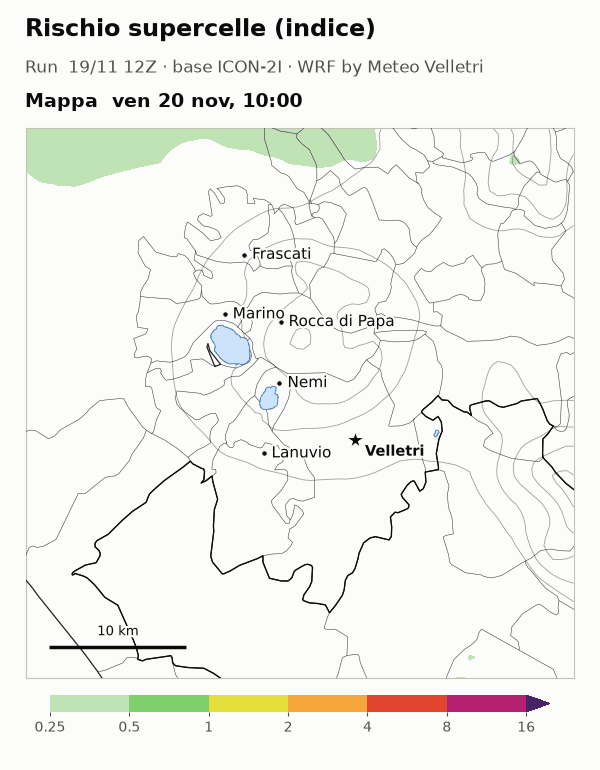 Rischio supercelle (indice)
Run  19/11 12Z · base ICON-2I · WRF by Meteo Velletri
Mappa  ven 20 nov, 10:00
Frascati
Marino
Rocca di Papa
Nemi
Velletri
Lanuvio
10 km
0.25 0.5 1 2 4 8 16